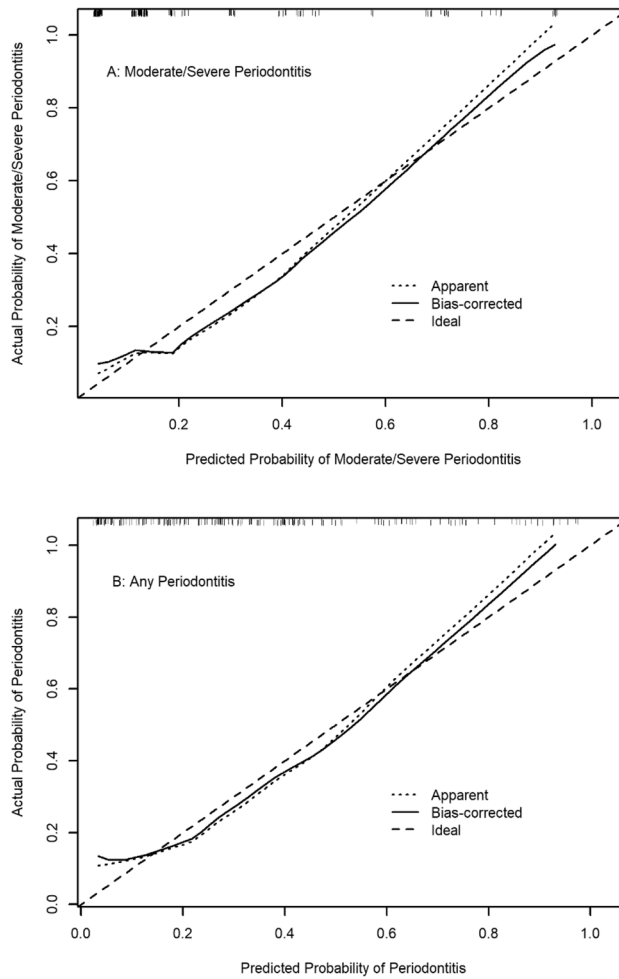 A: Moderate/Severe Periodontitis
Actual Probability of Moderate/Severe Periodontitis
1.0
0.8
0.6
0.4
0.2
Apparent
Bias-corrected
Ideal
0.2 0.4 0.6 0.8 1.0
Predicted Probability of Moderate/Severe Periodontitis
B: Any Periodontitis
Actual Probability of Periodontitis
1.0
0.8
0.6
0.4
0.2
0.0
Apparent
Bias-corrected
Ideal
0.0 0.2 0.4 0.6 0.8 1.0
Predicted Probability of Periodontitis